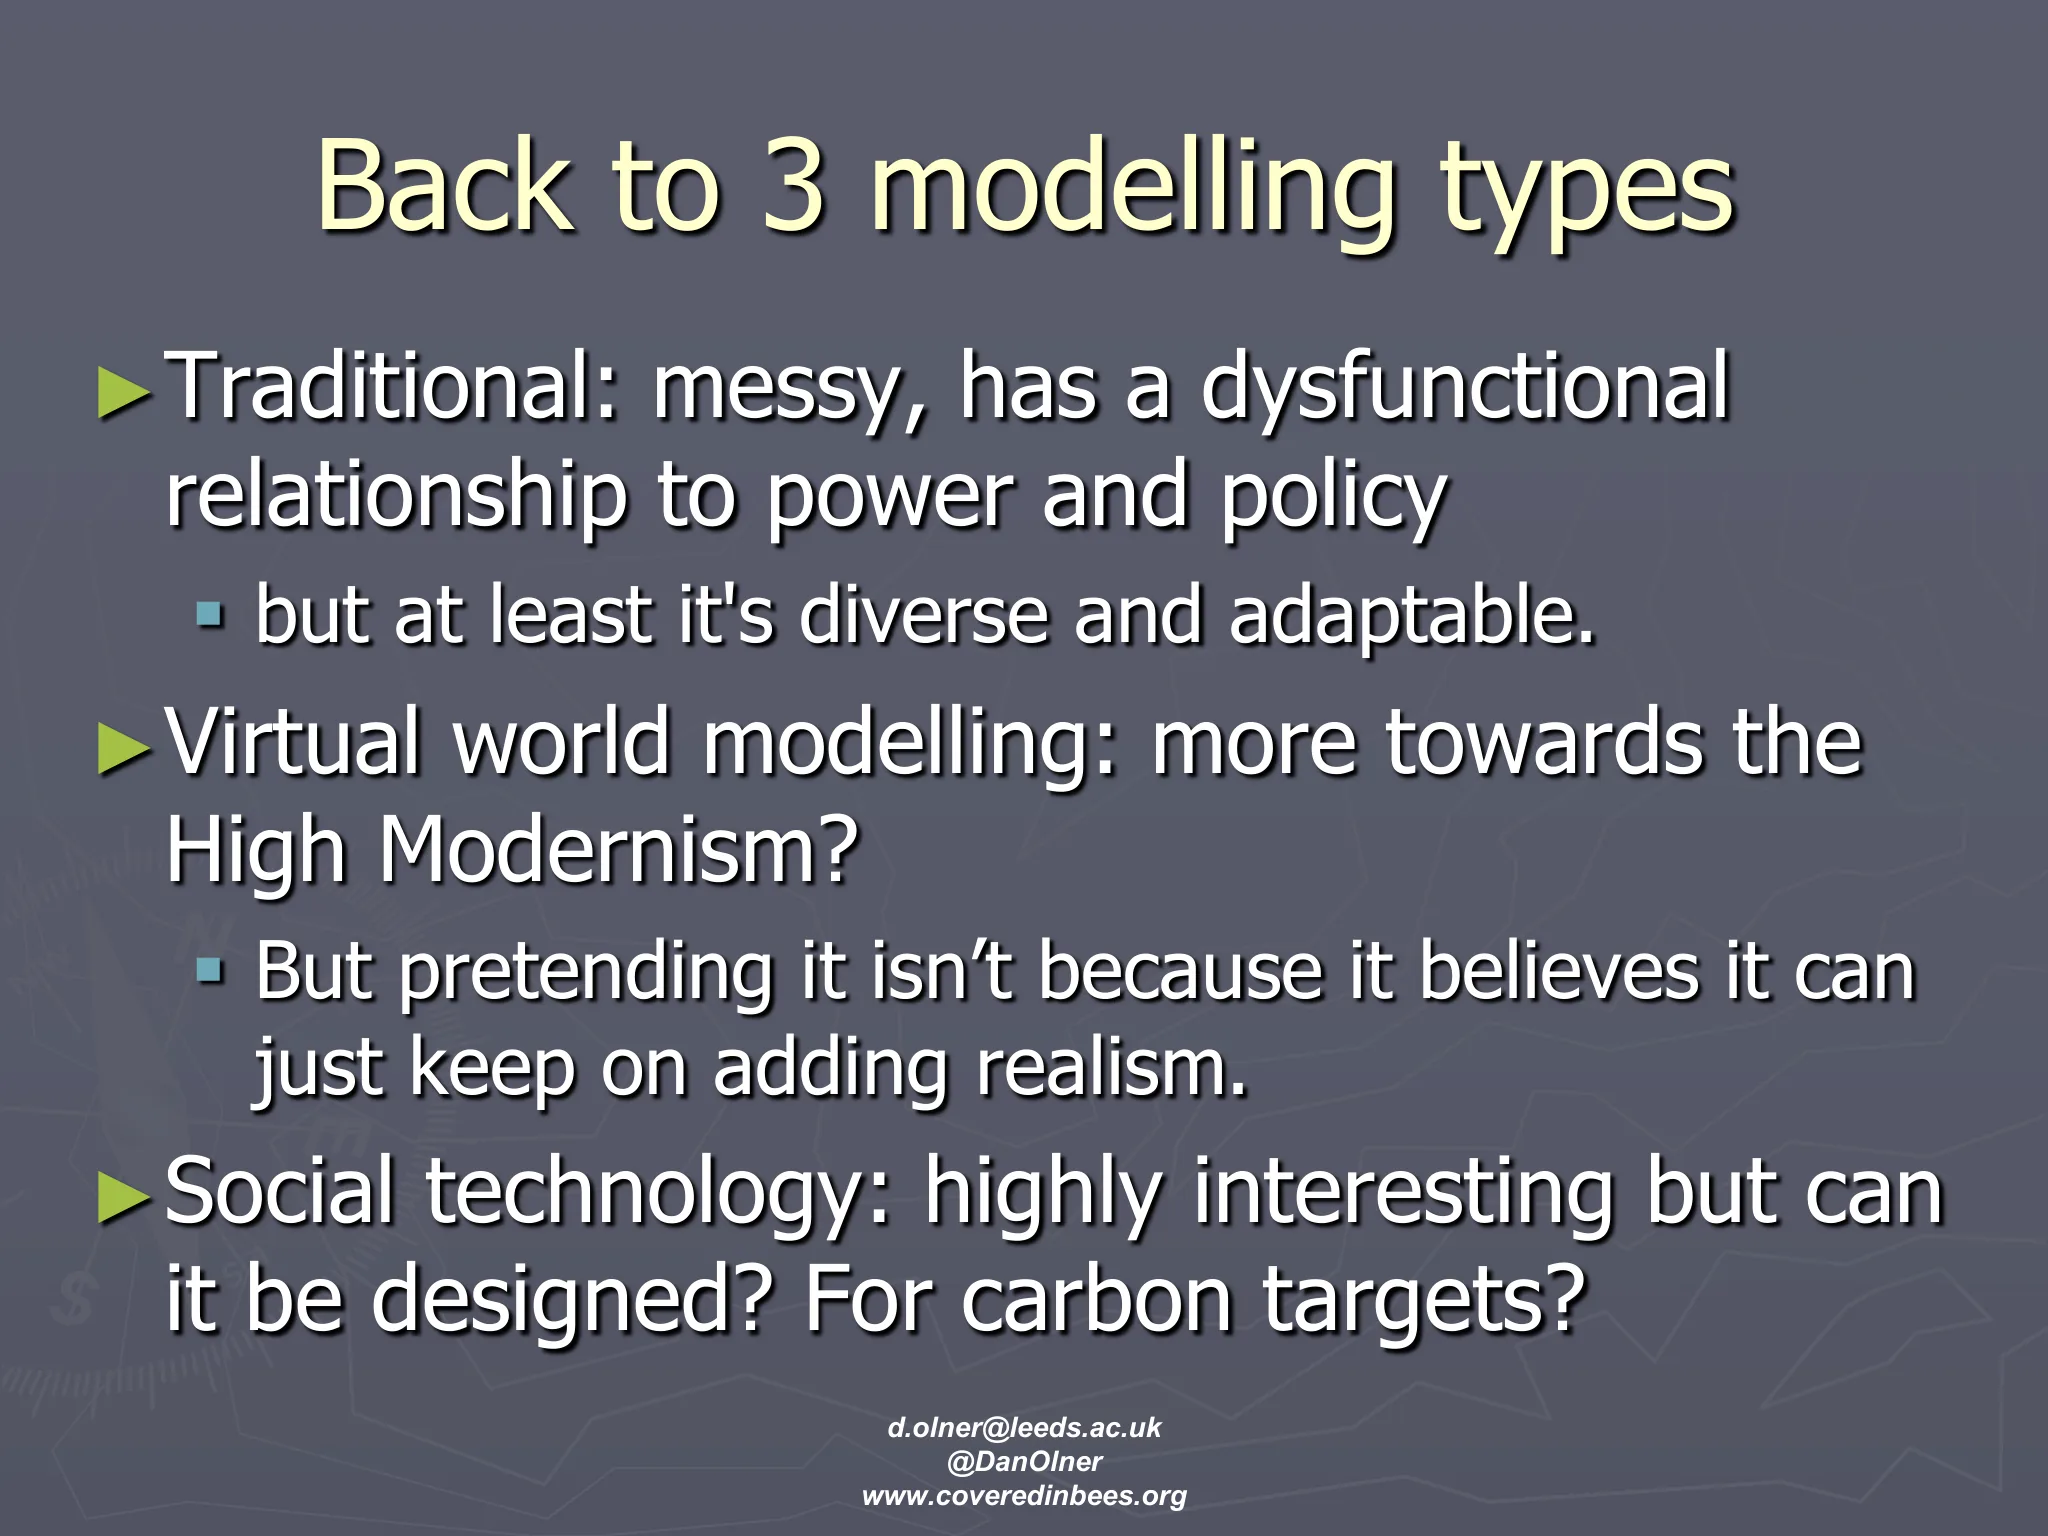 Back to 3 modelling types
Traditional: messy, has a dysfunctional
relationship to power and policy
but at least it's diverse and adaptable.
Virtual world modelling: more towards the
High Modernism?
But pretending it isn’t because it believes it can
just keep on adding realism.
Social technology: highly interesting but can
it be designed? For carbon targets?
d.olner@leeds.ac.uk
@DanOlner
www.coveredinbees.org